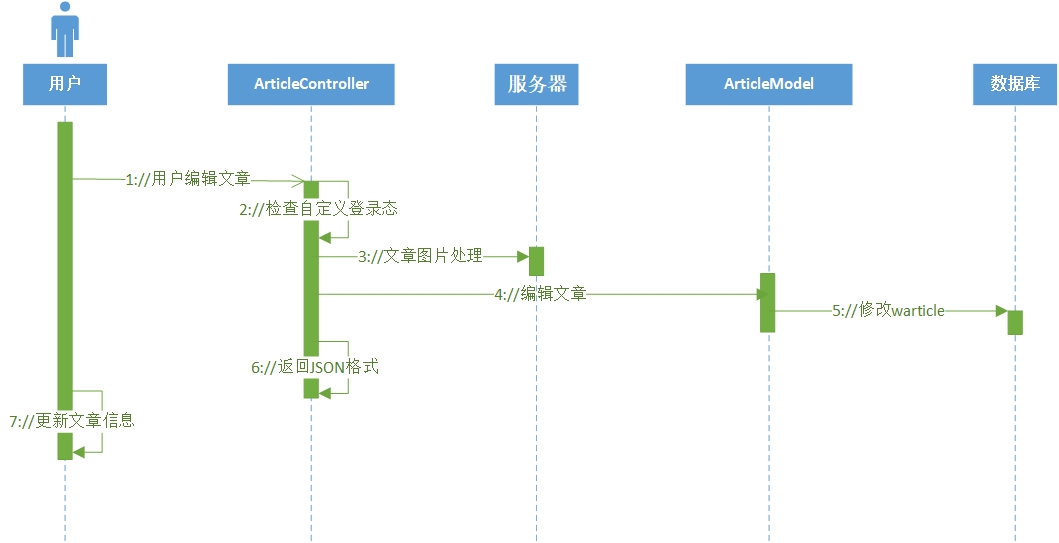 用户
ArticleController
服务器
ArticleModel
数据库
1://用户编辑文章
2://检查自定义登录态
3://文章图片处理
4://编辑文章
5://修改warticle
6://返回JSON格式
7://更新文章信息